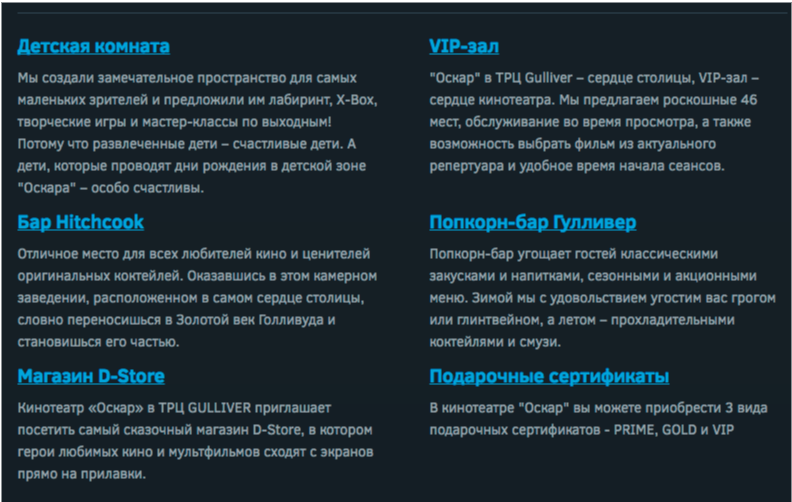 Детская комната
Мы создали замечательное пространство для самых
маленьких зрителей и предложили им лабиринт, X-Box,
творческие игры и мастер-классы по выходным!
Потому что развлеченные дети – счастливые дети. А
дети, которые проводят дни рождения в детской зоне
"Оскара" – особо счастливы.
VIP-зал
"Оскар" в ТРЦ Gulliver – сердце столицы, VIP-зал –
сердце кинотеатра. Мы предлагаем роскошные 46
мест, обслуживание во время просмотра, а также
возможность выбрать фильм из актуального
репертуара и удобное время начала сеансов.
Бар Hitchcook
Отличное место для всех любителей кино и ценителей
оригинальных коктейлей. Оказавшись в этом камерном
заведении, расположенном в самом сердце столицы,
словно переносишься в Золотой век Голливуда и
становишься его частью.
Попкорн-бар Гулливер
Попкорн-бар угощает гостей классическими
закусками и напитками, сезонными и акционными
меню. Зимой мы с удовольствием угостим вас грогом
или глинтвейном, а летом – прохладительными
коктейлями и смузи.
Магазин D-Store
Кинотеатр «Оскар» в ТРЦ GULLIVER приглашает
посетить самый сказочный магазин D-Store, в котором
герои любимых кино и мультфильмов сходят с экранов
прямо на прилавки.
Подарочные сертификаты
В кинотеатре "Оскар" вы можете приобрести 3 вида
подарочных сертификатов - PRIME, GOLD и VIP